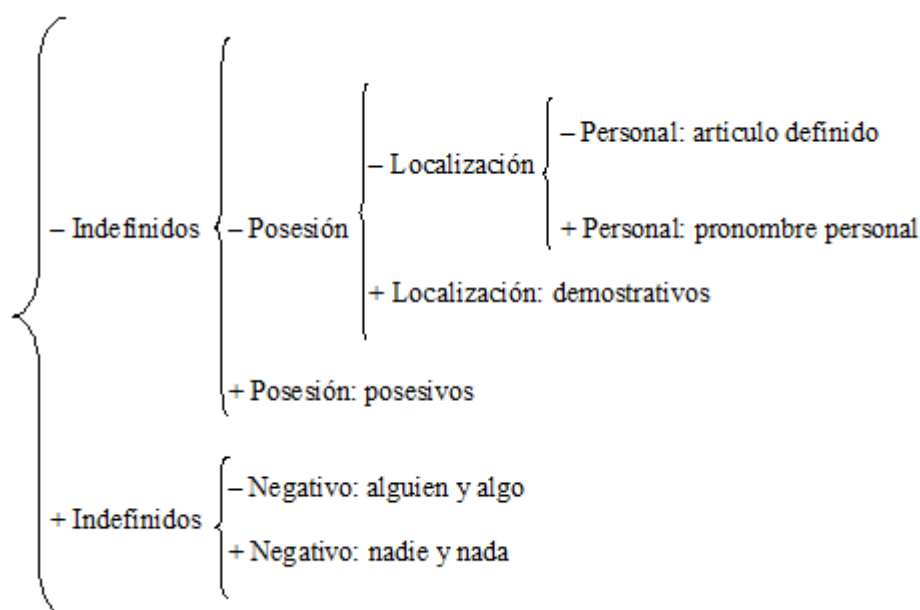 – Indefinidos
– Posesión
– Localización
– Personal: artículo definido
+ Personal: pronombre personal
+ Localización: demostrativos
+ Posesión: posesivos
+ Indefinidos
– Negativo: alguien y algo
+ Negativo: nadie y nada